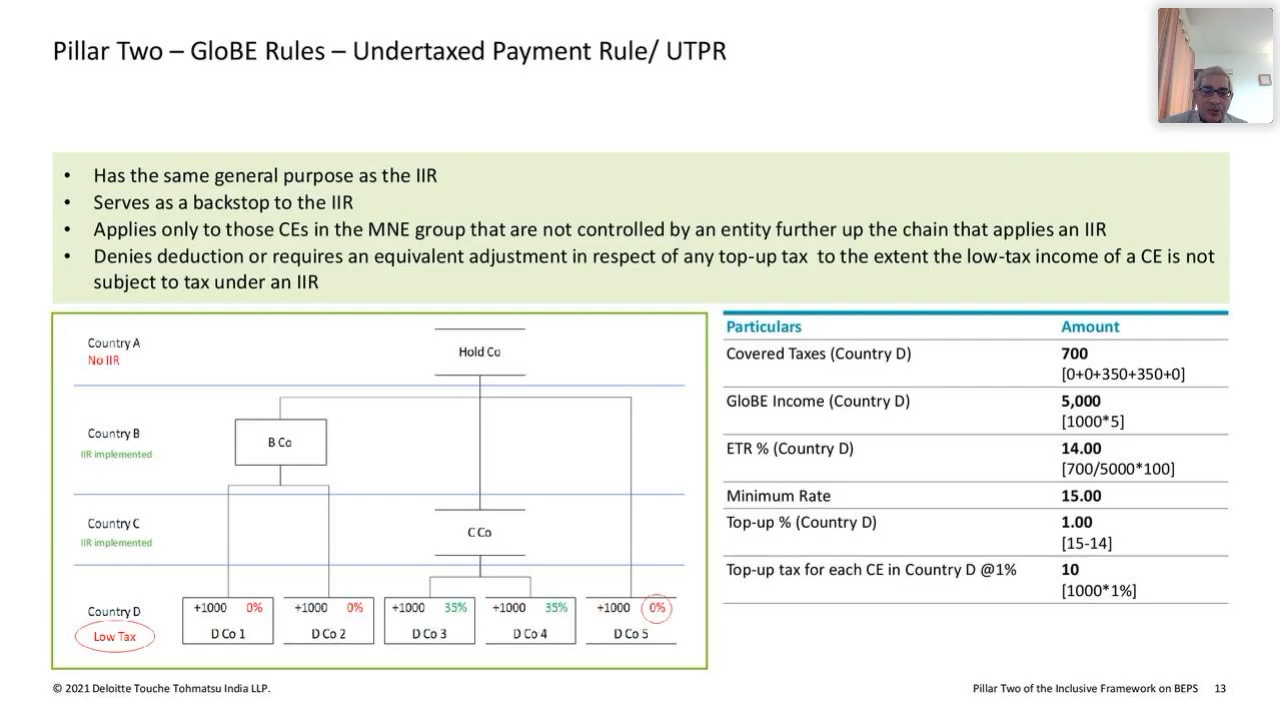 Pillar Two – GloBE Rules – Undertaxed Payment Rule/ UTPR
• Has the same general purpose as the IIR
• Serves as a backstop to the IIR
• Applies only to those CEs in the MNE group that are not controlled by an entity further up the chain that applies an IIR
• Denies deduction or requires an equivalent adjustment in respect of any top-up tax to the extent the low-tax income of a CE is not
subject to tax under an IIR
Country A
No IIR
Hold Co
Country B
IIR implemented
B Co
Country C
IIR implemented
C Co
Country D
Low Tax
+1000 0%
D Co 1
+1000 0%
D Co 2
+1000 35%
D Co 3
+1000 35%
D Co 4
+1000 0%
D Co 5
Particulars Amount
Covered Taxes (Country D) 700
[0+0+350+350+0]
GloBE Income (Country D) 5,000
[1000*5]
ETR % (Country D) 14.00
[700/5000*100]
Minimum Rate 15.00
Top-up % (Country D) 1.00
[15-14]
Top-up tax for each CE in Country D @1% 10
[1000*1%]
© 2021 Deloitte Touche Tohmatsu India LLP.
Pillar Two of the Inclusive Framework on BEPS 13